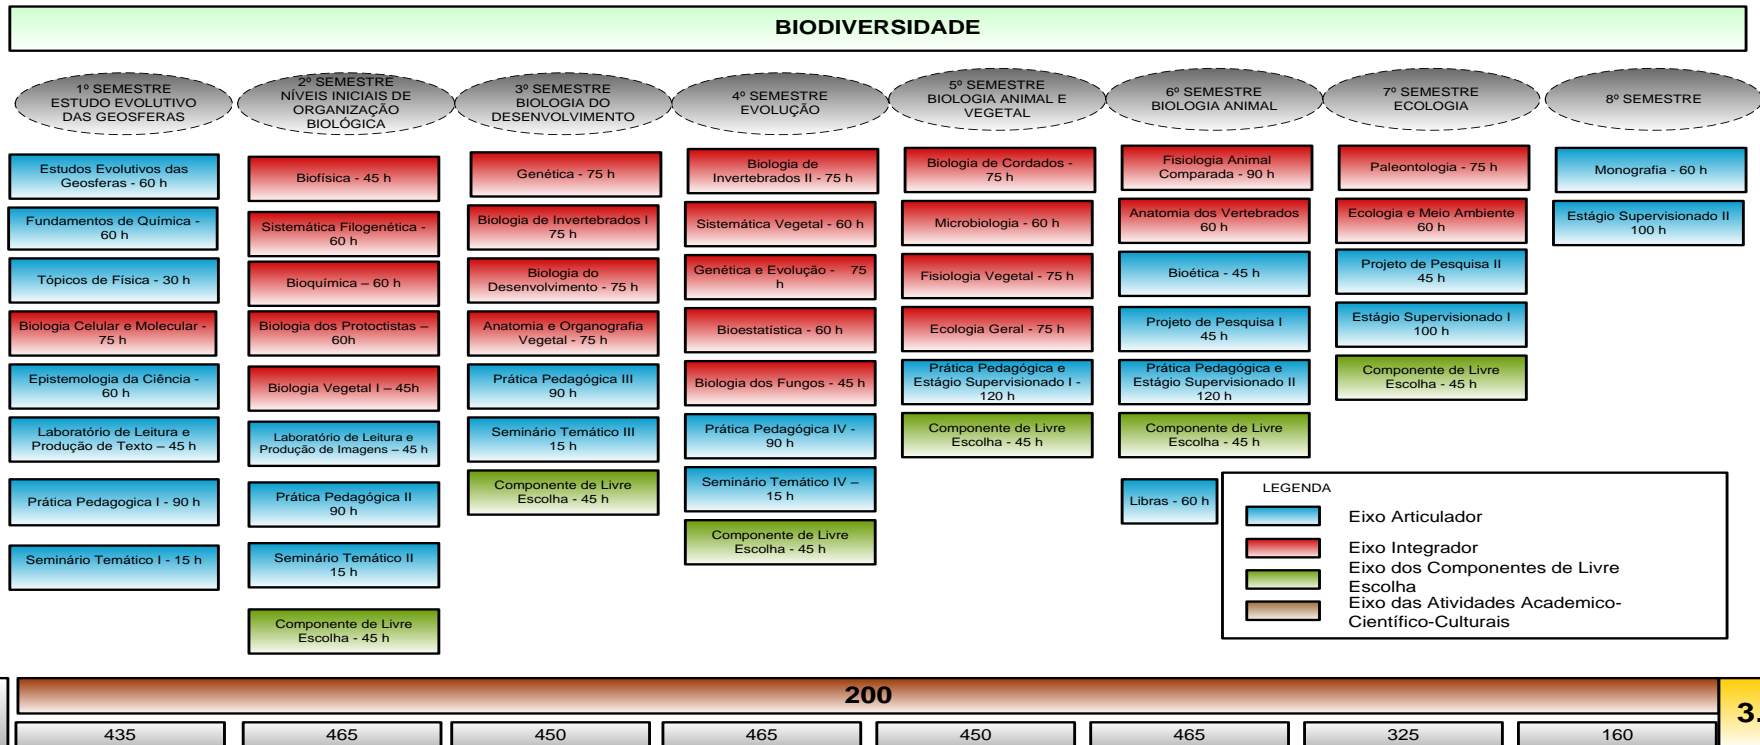 BIODIVERSIDADE
1º SEMESTRE
ESTUDO EVOLUTIVO
DAS GEOSFERAS
2º SEMESTRE
NÍVEIS INICIAIS DE
ORGANIZAÇÃO
BIOLÓGICA
3º SEMESTRE
BIOLOGIA DO
DESENVOLVIMENTO
4º SEMESTRE
EVOLUÇÃO
5º SEMESTRE
BIOLOGIA ANIMAL E
VEGETAL
6º SEMESTRE
BIOLOGIA ANIMAL
7º SEMESTRE
ECOLOGIA
8º SEMESTRE
Estudos Evolutivos das
Geosferas - 60 h
Fundamentos de Química -
60 h
Tópicos de Física - 30 h
Biologia Celular e Molecular -
75 h
Epistemologia da Ciência -
60 h
Laboratório de Leitura e
Produção de Texto – 45 h
Prática Pedagogica I - 90 h
Seminário Temático I - 15 h
Biofísica - 45 h
Sistemática Filogenética -
60 h
Bioquímica – 60 h
Biologia dos Protoctistas –
60h
Biologia Vegetal I – 45h
Laboratório de Leitura e
Produção de Imagens – 45 h
Prática Pedagógica II
90 h
Seminário Temático II
15 h
Componente de Livre
Escolha - 45 h
Genética - 75 h
Biologia de Invertebrados I
75 h
Biologia do
Desenvolvimento - 75 h
Anatomia e Organografia
Vegetal - 75 h
Prática Pedagógica III
90 h
Seminário Temático III
15 h
Componente de Livre
Escolha - 45 h
Biologia de
Invertebrados II - 75 h
Sistemática Vegetal - 60 h
Genética e Evolução - 75
h
Bioestatística - 60 h
Biologia dos Fungos - 45 h
Prática Pedagógica IV -
90 h
Seminário Temático IV –
15 h
Componente de Livre
Escolha - 45 h
Biologia de Cordados -
75 h
Microbiologia - 60 h
Fisiologia Vegetal - 75 h
Ecologia Geral - 75 h
Prática Pedagógica e
Estágio Supervisionado I -
120 h
Componente de Livre
Escolha - 45 h
Fisiologia Animal
Comparada - 90 h
Anatomia dos Vertebrados
60 h
Bioética - 45 h
Projeto de Pesquisa I
45 h
Prática Pedagógica e
Estágio Supervisionado II
120 h
Componente de Livre
Escolha - 45 h
Libras - 60 h
Paleontologia - 75 h
Ecologia e Meio Ambiente
60 h
Projeto de Pesquisa II
45 h
Estágio Supervisionado I
100 h
Componente de Livre
Escolha - 45 h
Monografia - 60 h
Estágio Supervisionado II
100 h
LEGENDA
Eixo Articulador
Eixo Integrador
Eixo dos Componentes de Livre
Escolha
Eixo das Atividades Academico-
Científico-Culturais
200
3.
435
465
450
465
450
465
325
160